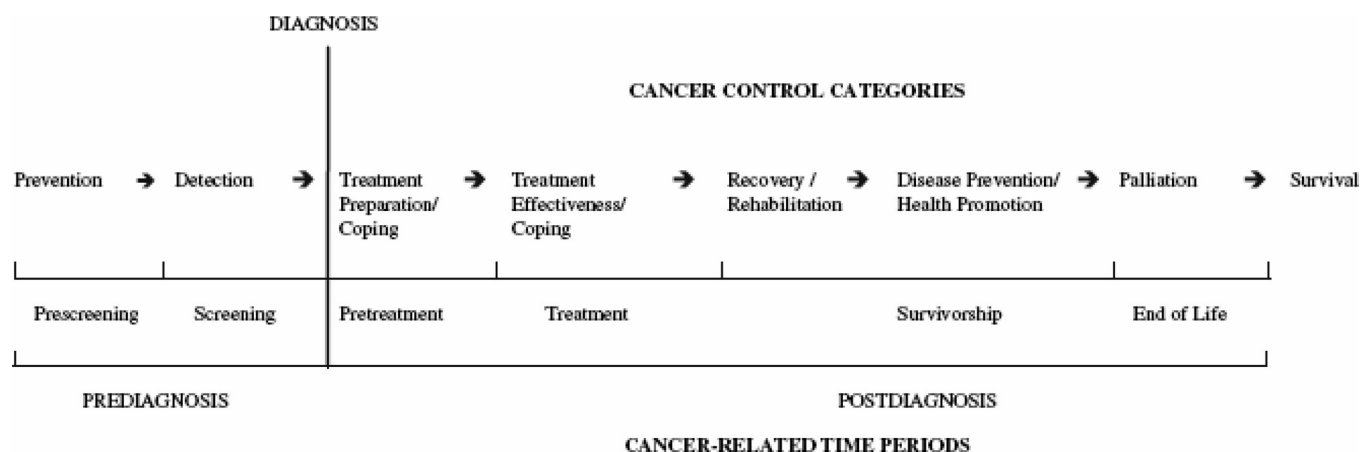 DIAGNOSIS
CANCER CONTROL CATEGORIES
Prevention ➔ Detection ➔ Treatment ➔ Treatment ➔ Recovery / ➔ Disease Prevention/ ➔ Palliation ➔ Survival
Preparation/ Effectiveness/ Rehabilitation Health Promotion
Coping Coping
Prescreening Screening Pretreatment Treatment Survivorship End of Life
PREDIAGNOSIS POSTDIAGNOSIS
CANCER-RELATED TIME PERIODS